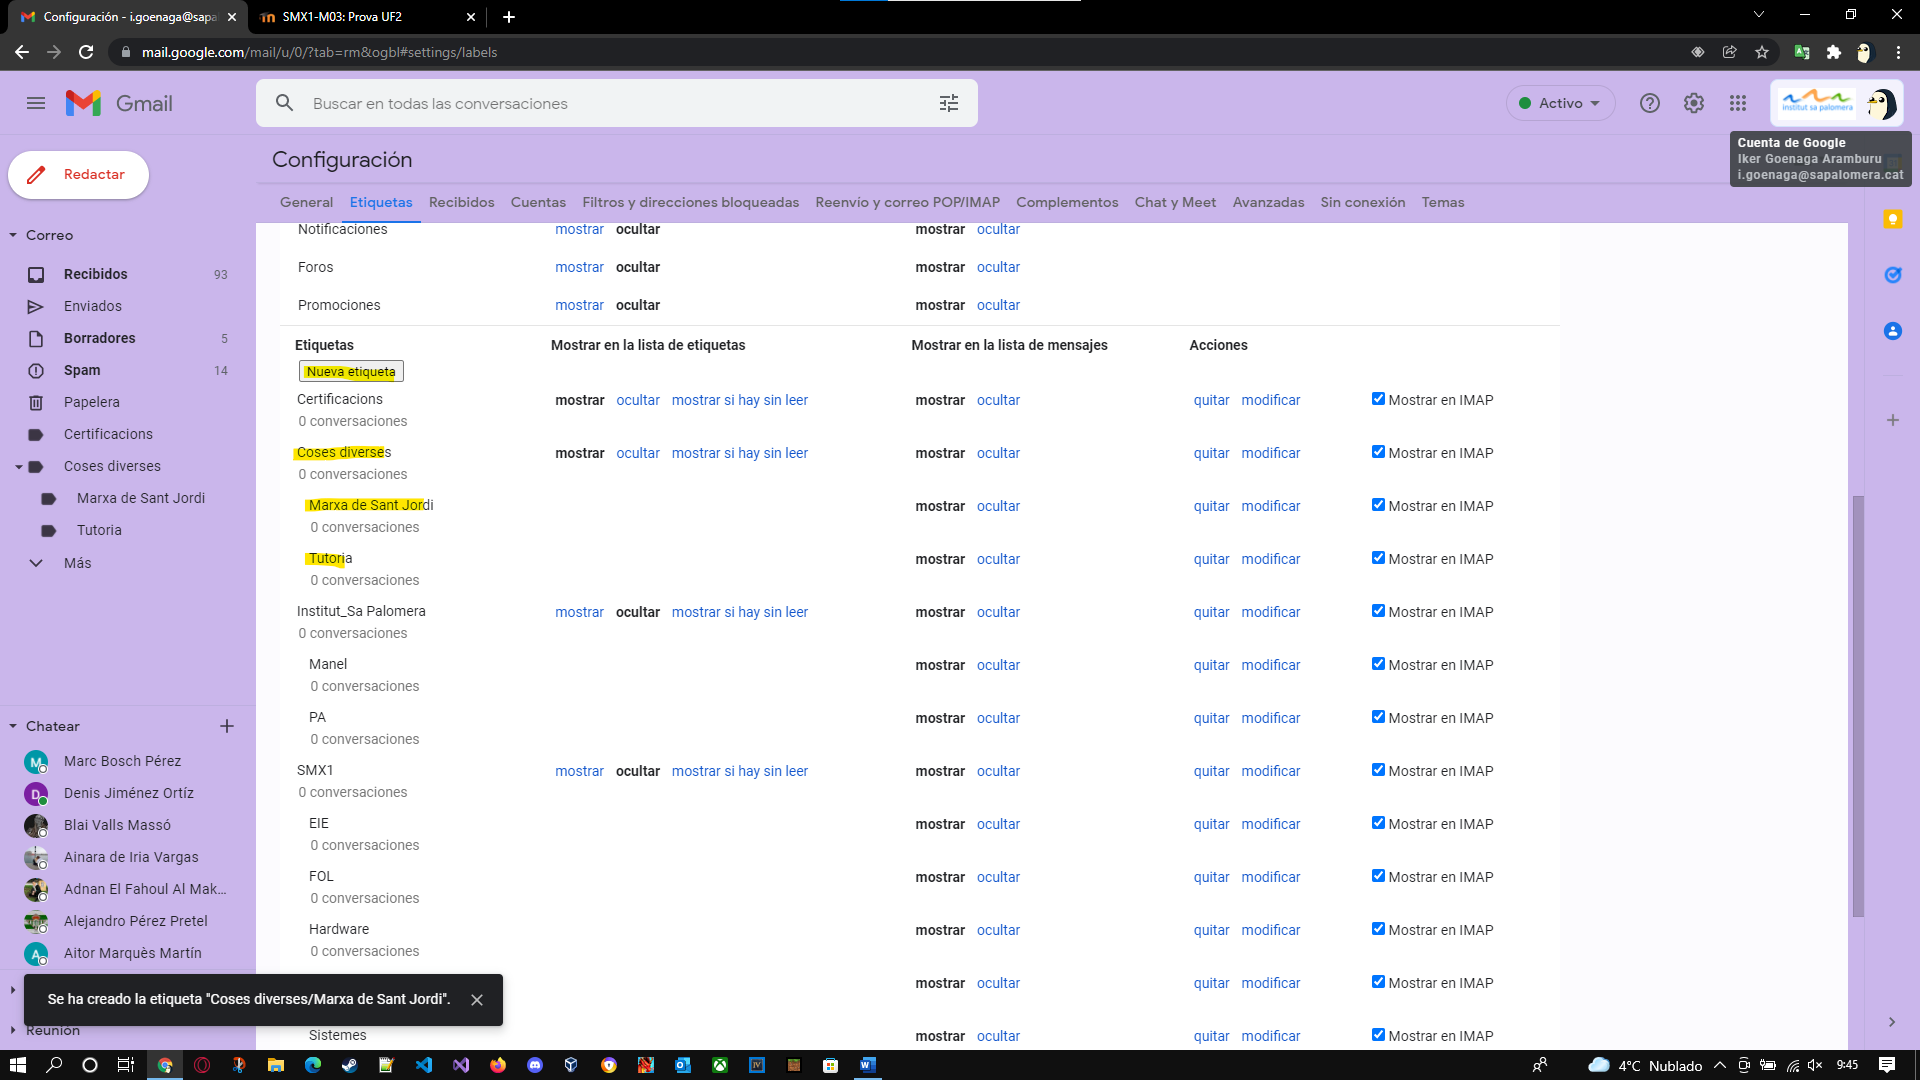 Configuración - i.goenaga@sapa
SMX1-M03: Prova UF2
mail.google.com/mail/u/0/?tab=rm&ogbl#settings/labels
Gmail
Buscar en todas las conversaciones
Activo
institut sa palomera
Cuenta de Google
Iker Goenaga Aramburu
i.goenaga@sapalomera.cat
Redactar
Configuración
General Etiquetas Recibidos Cuentas Filtros y direcciones bloqueadas Reenvío y correo POP/IMAP Complementos Chat y Meet Avanzadas Sin conexión Temas
Correo
Recibidos 93
Enviados
Borradores 5
Spam 14
Papelera
Certificacions
Coses diverses
Marxa de Sant Jordi
Tutoria
Más
Chatear
Marc Bosch Pérez
Denis Jiménez Ortíz
Blai Valls Massó
Ainara de Iria Vargas
Adnan El Fahoul Al Mak...
Alejandro Pérez Pretel
Aitor Marquès Martín
Reunión
Notificaciones mostrar ocultar mostrar ocultar
Foros mostrar ocultar mostrar ocultar
Promociones mostrar ocultar mostrar ocultar
Etiquetas Mostrar en la lista de etiquetas Mostrar en la lista de mensajes Acciones
Nueva etiqueta
Certificacions mostrar ocultar mostrar si hay sin leer mostrar ocultar quitar modificar Mostrar en IMAP
0 conversaciones
Coses diverses mostrar ocultar mostrar si hay sin leer mostrar ocultar quitar modificar Mostrar en IMAP
0 conversaciones
Marxa de Sant Jordi mostrar ocultar quitar modificar Mostrar en IMAP
0 conversaciones
Tutoria mostrar ocultar quitar modificar Mostrar en IMAP
0 conversaciones
Institut_Sa Palomera mostrar ocultar mostrar si hay sin leer mostrar ocultar quitar modificar Mostrar en IMAP
0 conversaciones
Manel mostrar ocultar quitar modificar Mostrar en IMAP
0 conversaciones
PA mostrar ocultar quitar modificar Mostrar en IMAP
0 conversaciones
SMX1 mostrar ocultar mostrar si hay sin leer mostrar ocultar quitar modificar Mostrar en IMAP
0 conversaciones
EIE mostrar ocultar quitar modificar Mostrar en IMAP
0 conversaciones
FOL mostrar ocultar quitar modificar Mostrar en IMAP
0 conversaciones
Hardware mostrar ocultar quitar modificar Mostrar en IMAP
0 conversaciones
mostrar ocultar quitar modificar Mostrar en IMAP
Sistemes mostrar ocultar quitar modificar Mostrar en IMAP
Se ha creado la etiqueta "Coses diverses/Marxa de Sant Jordi".
4°C Nublado
9:45